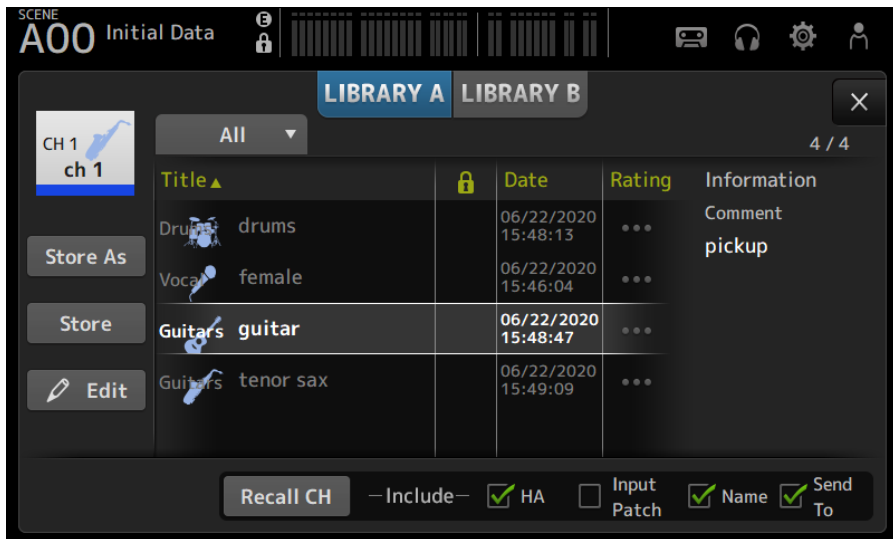 SCENE
A00 Initial Data
E
LIBRARY A LIBRARY B
CH 1
ch 1
All
4 / 4
Title Date Rating Information
Comment
pickup
Drums drums 06/22/2020
15:48:13
Vocal female 06/22/2020
15:46:04
Guitars guitar 06/22/2020
15:48:47
Guitars tenor sax 06/22/2020
15:49:09
Store As
Store
Edit
Recall CH –Include– HA Input
Patch Name Send
To